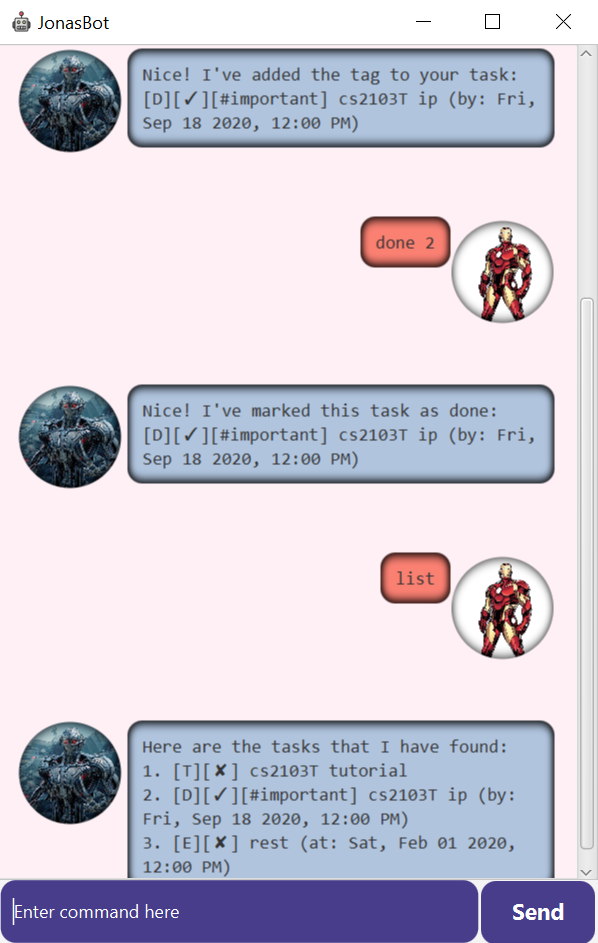 JonasBot
Nice! I've added the tag to your task:
[D][✓][#important] cs2103T ip (by: Fri,
Sep 18 2020, 12:00 PM)
done 2
Nice! I've marked this task as done:
[D][✓][#important] cs2103T ip (by: Fri,
Sep 18 2020, 12:00 PM)
list
Here are the tasks that I have found:
1. [T][✘] cs2103T tutorial
2. [D][✓][#important] cs2103T ip (by:
Fri, Sep 18 2020, 12:00 PM)
3. [E][✘] rest (at: Sat, Feb 01 2020,
12:00 PM)
Enter command here
Send